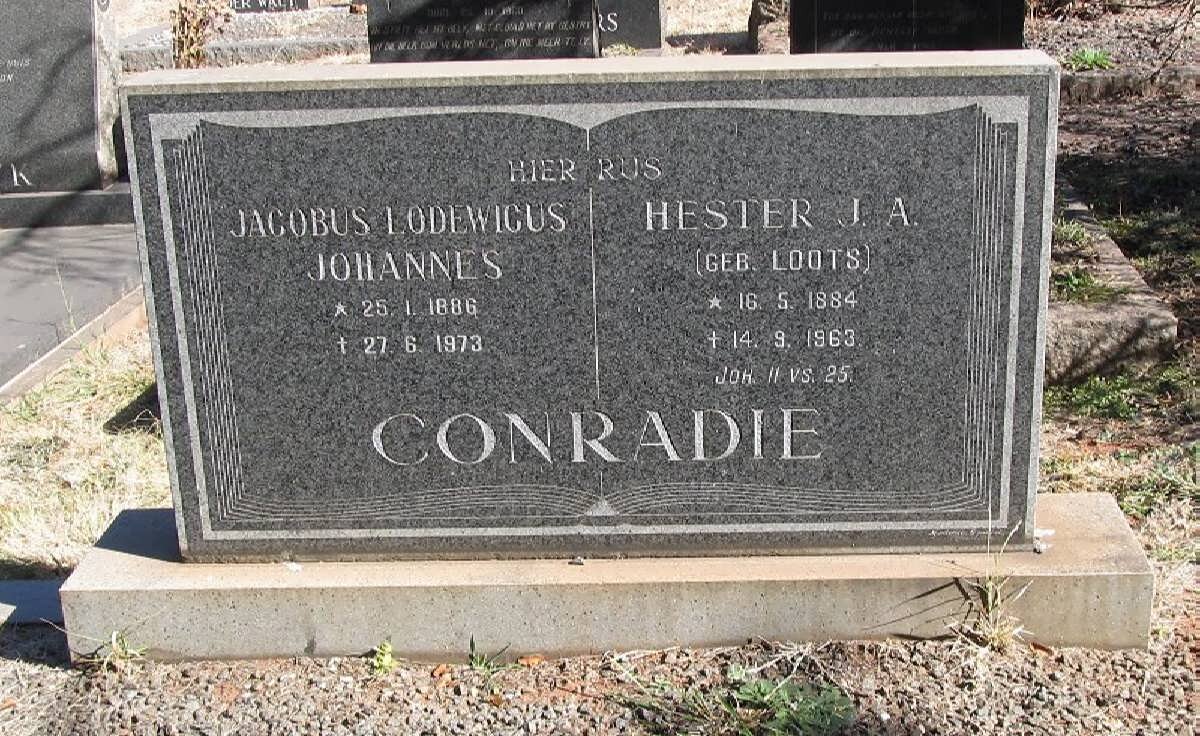 HIER RUS
JACOBUS LODEWICUS
JOHANNES
★ 25. 1. 1886
† 27. 6. 1973
HESTER J. A.
(GEB. LOOTS)
★ 16. 5. 1884
† 14. 9. 1963.
JOH. 11 VS. 25.
CONRADIE